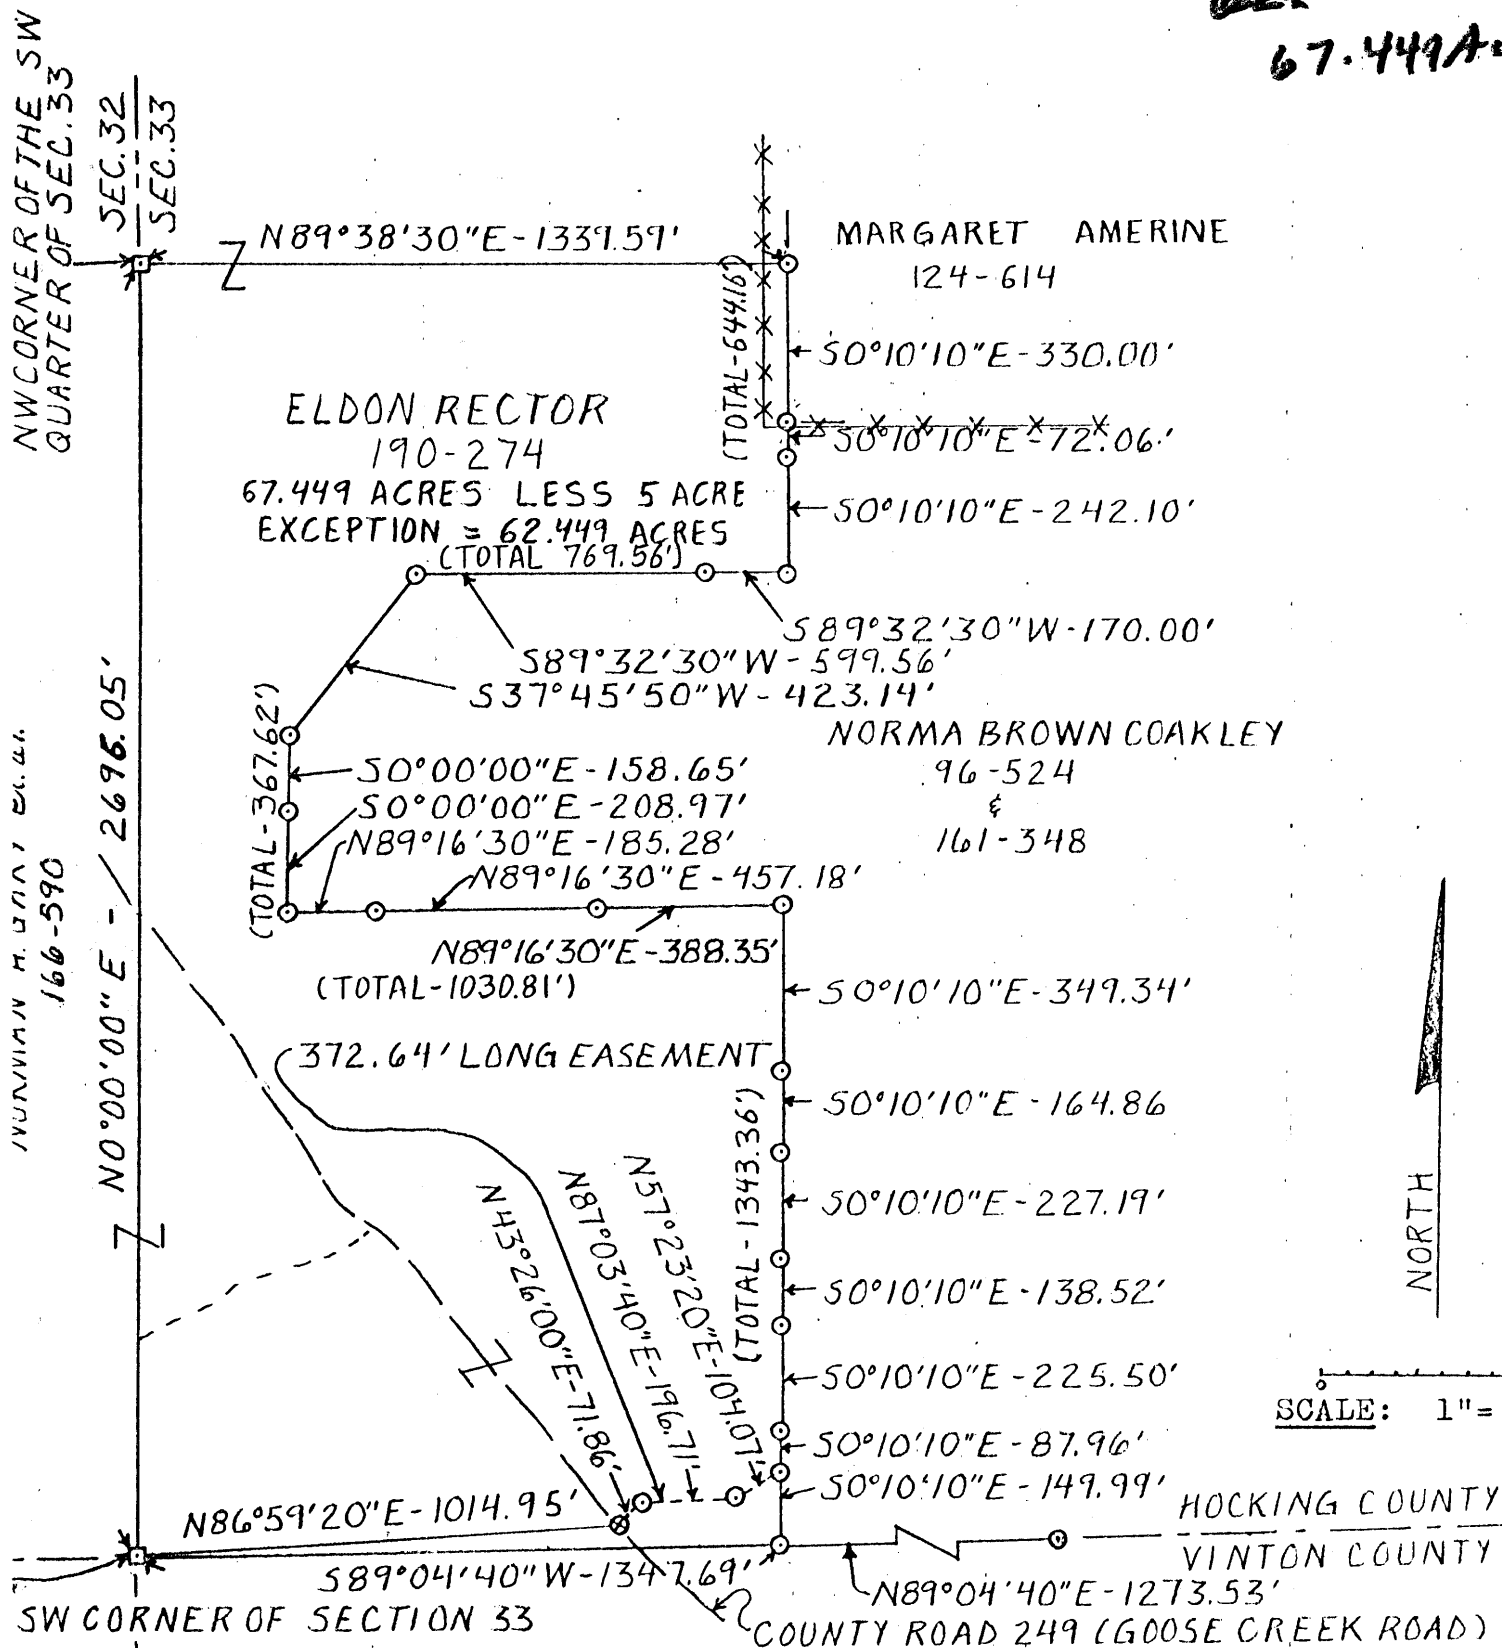 67.449A
NW CORNER OF THE SW
QUARTER OF SEC. 33
SEC. 32
SEC. 33
N89°38'30"E-1339.59'
MARGARET AMERINE
124-614
(TOTAL-644.16')
S0°10'10"E-330.00'
S0°10'10"E-72.06'
S0°10'10"E-242.10'
ELDON RECTOR
190-274
67.449 ACRES LESS 5 ACRE
EXCEPTION = 62.449 ACRES
(TOTAL 769.56')
S89°32'30"W-170.00'
S89°32'30"W-599.56'
S37°45'50"W-423.14'
NORMA BROWN COAKLEY
96-524
&
161-348
N0°00'00"E - 2696.05'
166-590
(TOTAL-367.62')
S0°00'00"E-158.65'
S0°00'00"E-208.97'
N89°16'30"E-185.28'
N89°16'30"E-457.18'
N89°16'30"E-388.35'
(TOTAL-1030.81')
S0°10'10"E-349.34'
372.64' LONG EASEMENT
S0°10'10"E-164.86
(TOTAL-1343.36')
S0°10'10"E-227.19'
S0°10'10"E-138.52'
S0°10'10"E-225.50'
S0°10'10"E-87.96'
S0°10'10"E-149.99'
N43°26'00"E-71.86'
N87°03'40"E-196.71'
N57°23'20"E-104.07'
NORTH
SCALE: 1"=
N86°59'20"E-1014.95'
HOCKING COUNTY
VINTON COUNTY
S89°04'40"W-1347.69'
N89°04'40"E-1273.53'
SW CORNER OF SECTION 33
COUNTY ROAD 249 (GOOSE CREEK ROAD)